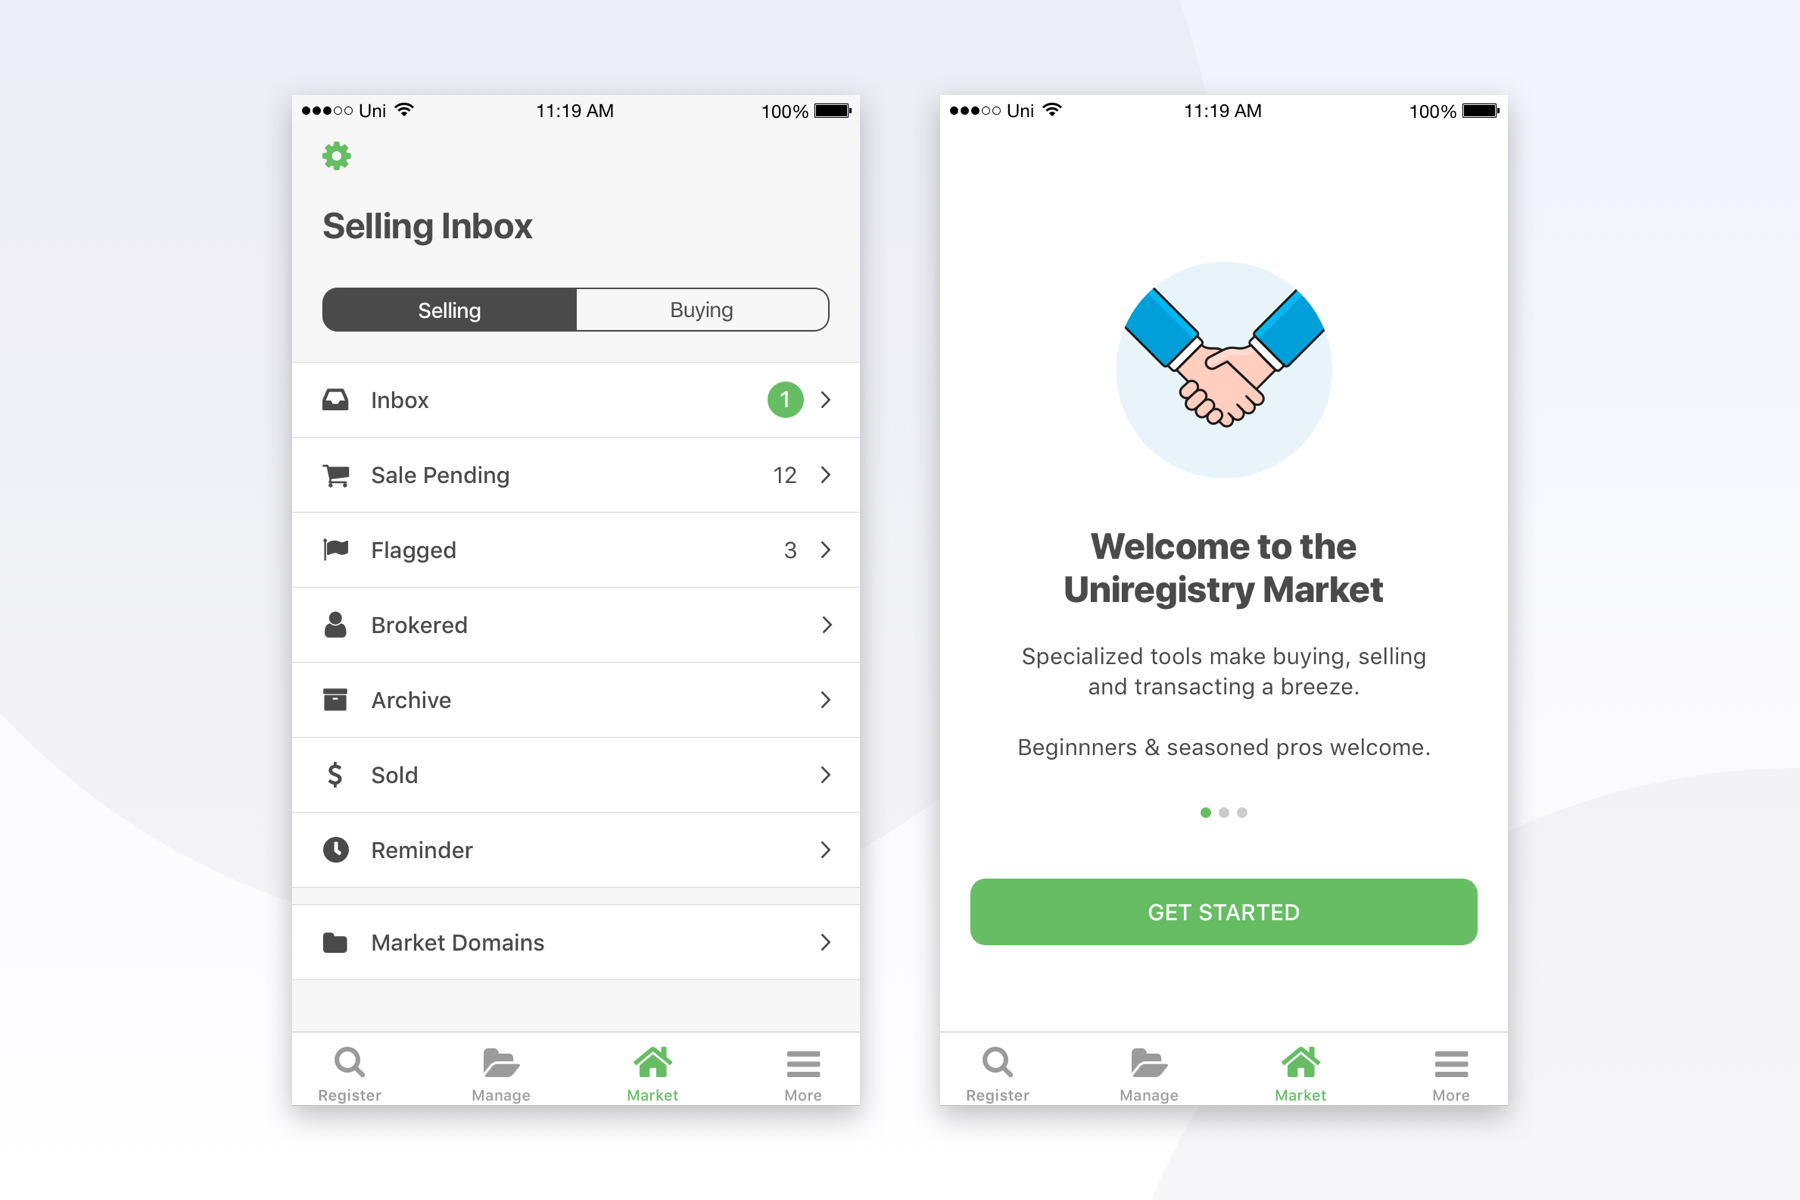 Uni 11:19 AM 100%
Selling Inbox
Selling Buying
Inbox 1
Sale Pending 12
Flagged 3
Brokered
Archive
$ Sold
Reminder
Market Domains
Register Manage Market More
Uni 11:19 AM 100%
Welcome to the
Uniregistry Market
Specialized tools make buying, selling
and transacting a breeze.
Beginnners & seasoned pros welcome.
GET STARTED
Register Manage Market More